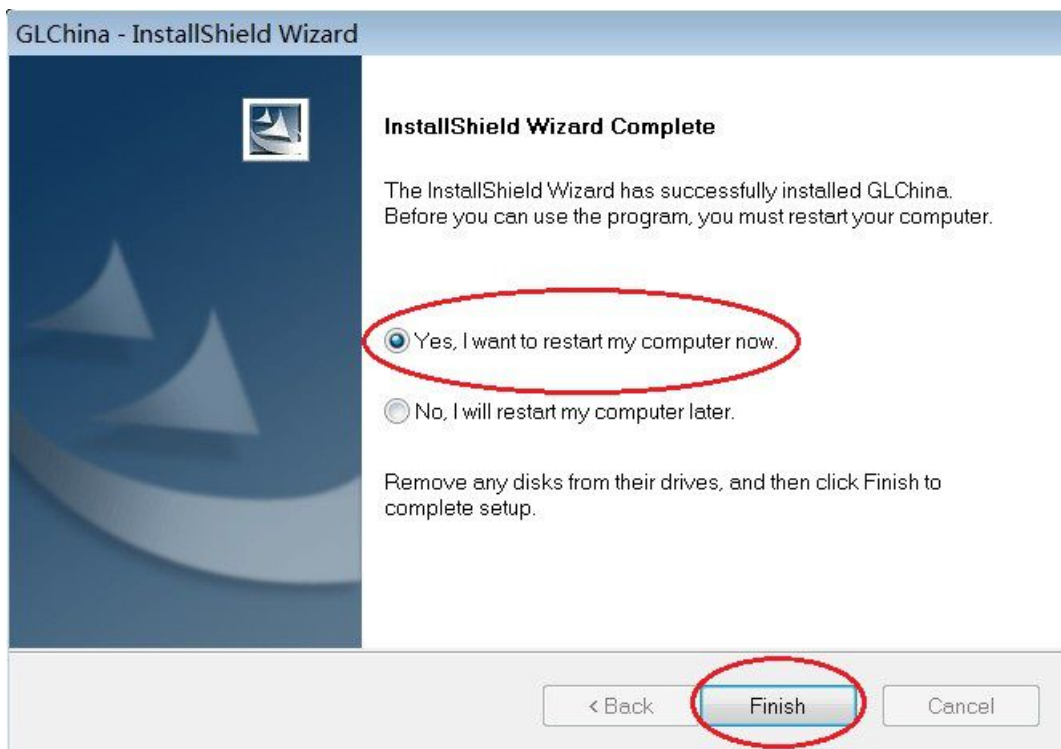 GLChina - InstallShield Wizard
InstallShield Wizard Complete
The InstallShield Wizard has successfully installed GLChina.
Before you can use the program, you must restart your computer.
Yes, I want to restart my computer now.
No, I will restart my computer later.
Remove any disks from their drives, and then click Finish to
complete setup.
< Back
Finish
Cancel